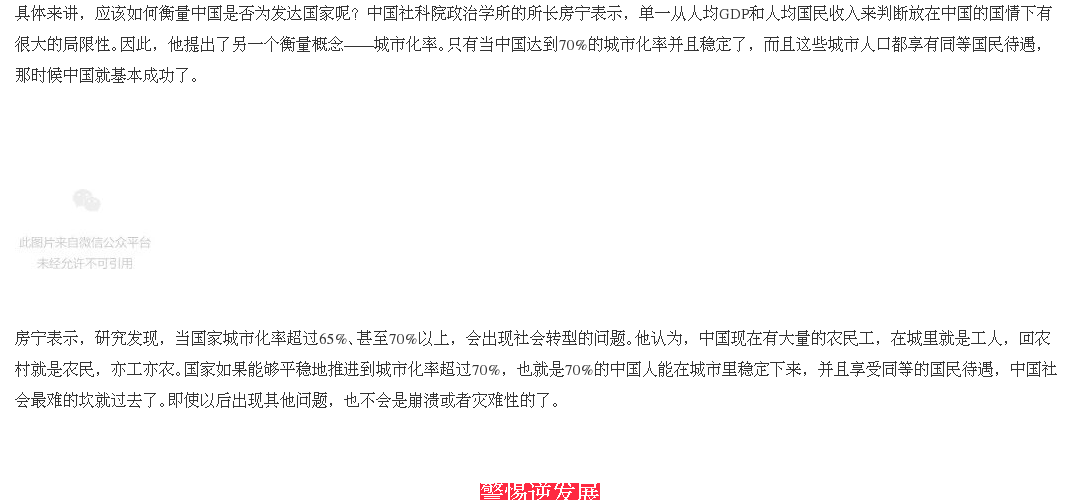 具体来讲，应该如何衡量中国是否为发达国家呢？中国社科院政治学所的所长房宁表示，单一从人均GDP和人均国民收入来判断放在中国的国情下有
很大的局限性。因此，他提出了另一个衡量概念——城市化率。只有当中国达到70%的城市化率并且稳定了，而且这些城市人口都享有同等国民待遇，
那时候中国就基本成功了。
此图片来自微信公众平台
未经允许不可引用
房宁表示，研究发现，当国家城市化率超过65%、甚至70%以上，会出现社会转型的问题。他认为，中国现在有大量的农民工，在城里就是工人，回农
村就是农民，亦工亦农。国家如果能够平稳地推进到城市化率超过70%，也就是70%的中国人能在城市里稳定下来，并且享受同等的国民待遇，中国社
会最难的坎就过去了。即使以后出现其他问题，也不会是崩溃或者灾难性的了。
警惕逆发展